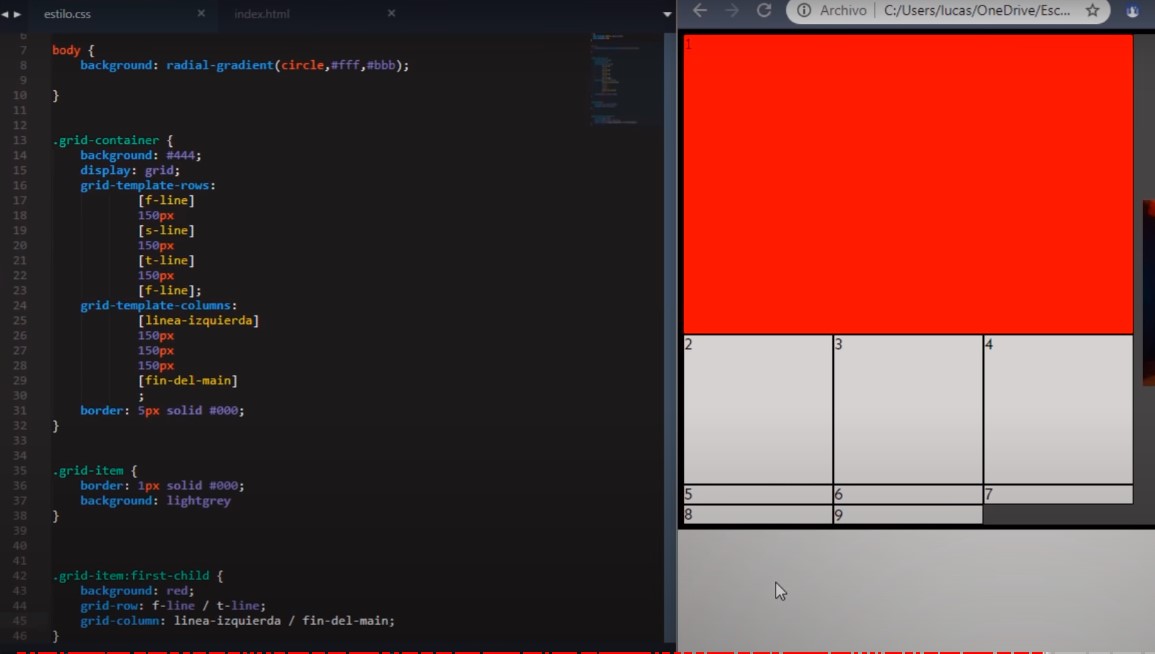 estilo.css
index.html
6
7 body {
8 background: radial-gradient(circle,#fff,#bbb);
9
10 }
11
12
13 .grid-container {
14 background: #444;
15 display: grid;
16 grid-template-rows:
17 [f-line]
18 150px
19 [s-line]
20 150px
21 [t-line]
22 150px
23 [f-line];
24 grid-template-columns:
25 [linea-izquierda]
26 150px
27 150px
28 150px
29 [fin-del-main]
30 ;
31 border: 5px solid #000;
32 }
33
34
35 .grid-item {
36 border: 1px solid #000;
37 background: lightgrey
38 }
39
40
41
42 .grid-item:first-child {
43 background: red;
44 grid-row: f-line / t-line;
45 grid-column: linea-izquierda / fin-del-main;
46 }
Archivo C:/Users/lucas/OneDrive/Esc...
1
2 3 4
5 6 7
8 9